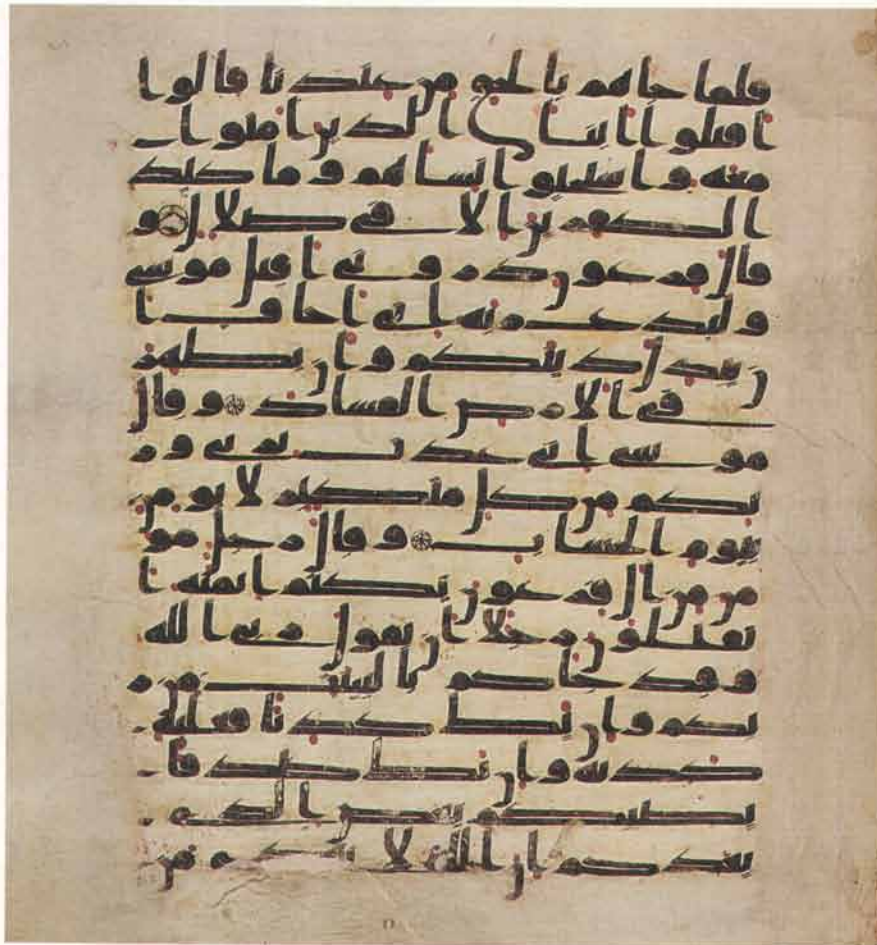 فلما جاهم بالحق من عندنا قالوا
اقتلوا ابنا الذين امنوا
معه واستحيوا نساهم وما كيد
الكفرين الا في ضلل و
قال فرعون ذروني اقتل موسى
وليدع ربه اني اخاف ا
ن يبدل دينكم وان يظهر
في الارض الفساد وقال
موسى اني عذت بربي ور
بكم من كل متكبر لا يومن
بيوم الحساب وقال رجل مو
من من ال فرعون يكتم ايمنه ا
تقتلون رجلا ان يقول ربي الله
وقد جاكم بالبينت من ر
بكم وان يك كذبا فعليه
كذبه وان يك صدقا
يصبكم بعض الذي
يعدكم ان الله لا يهدي من